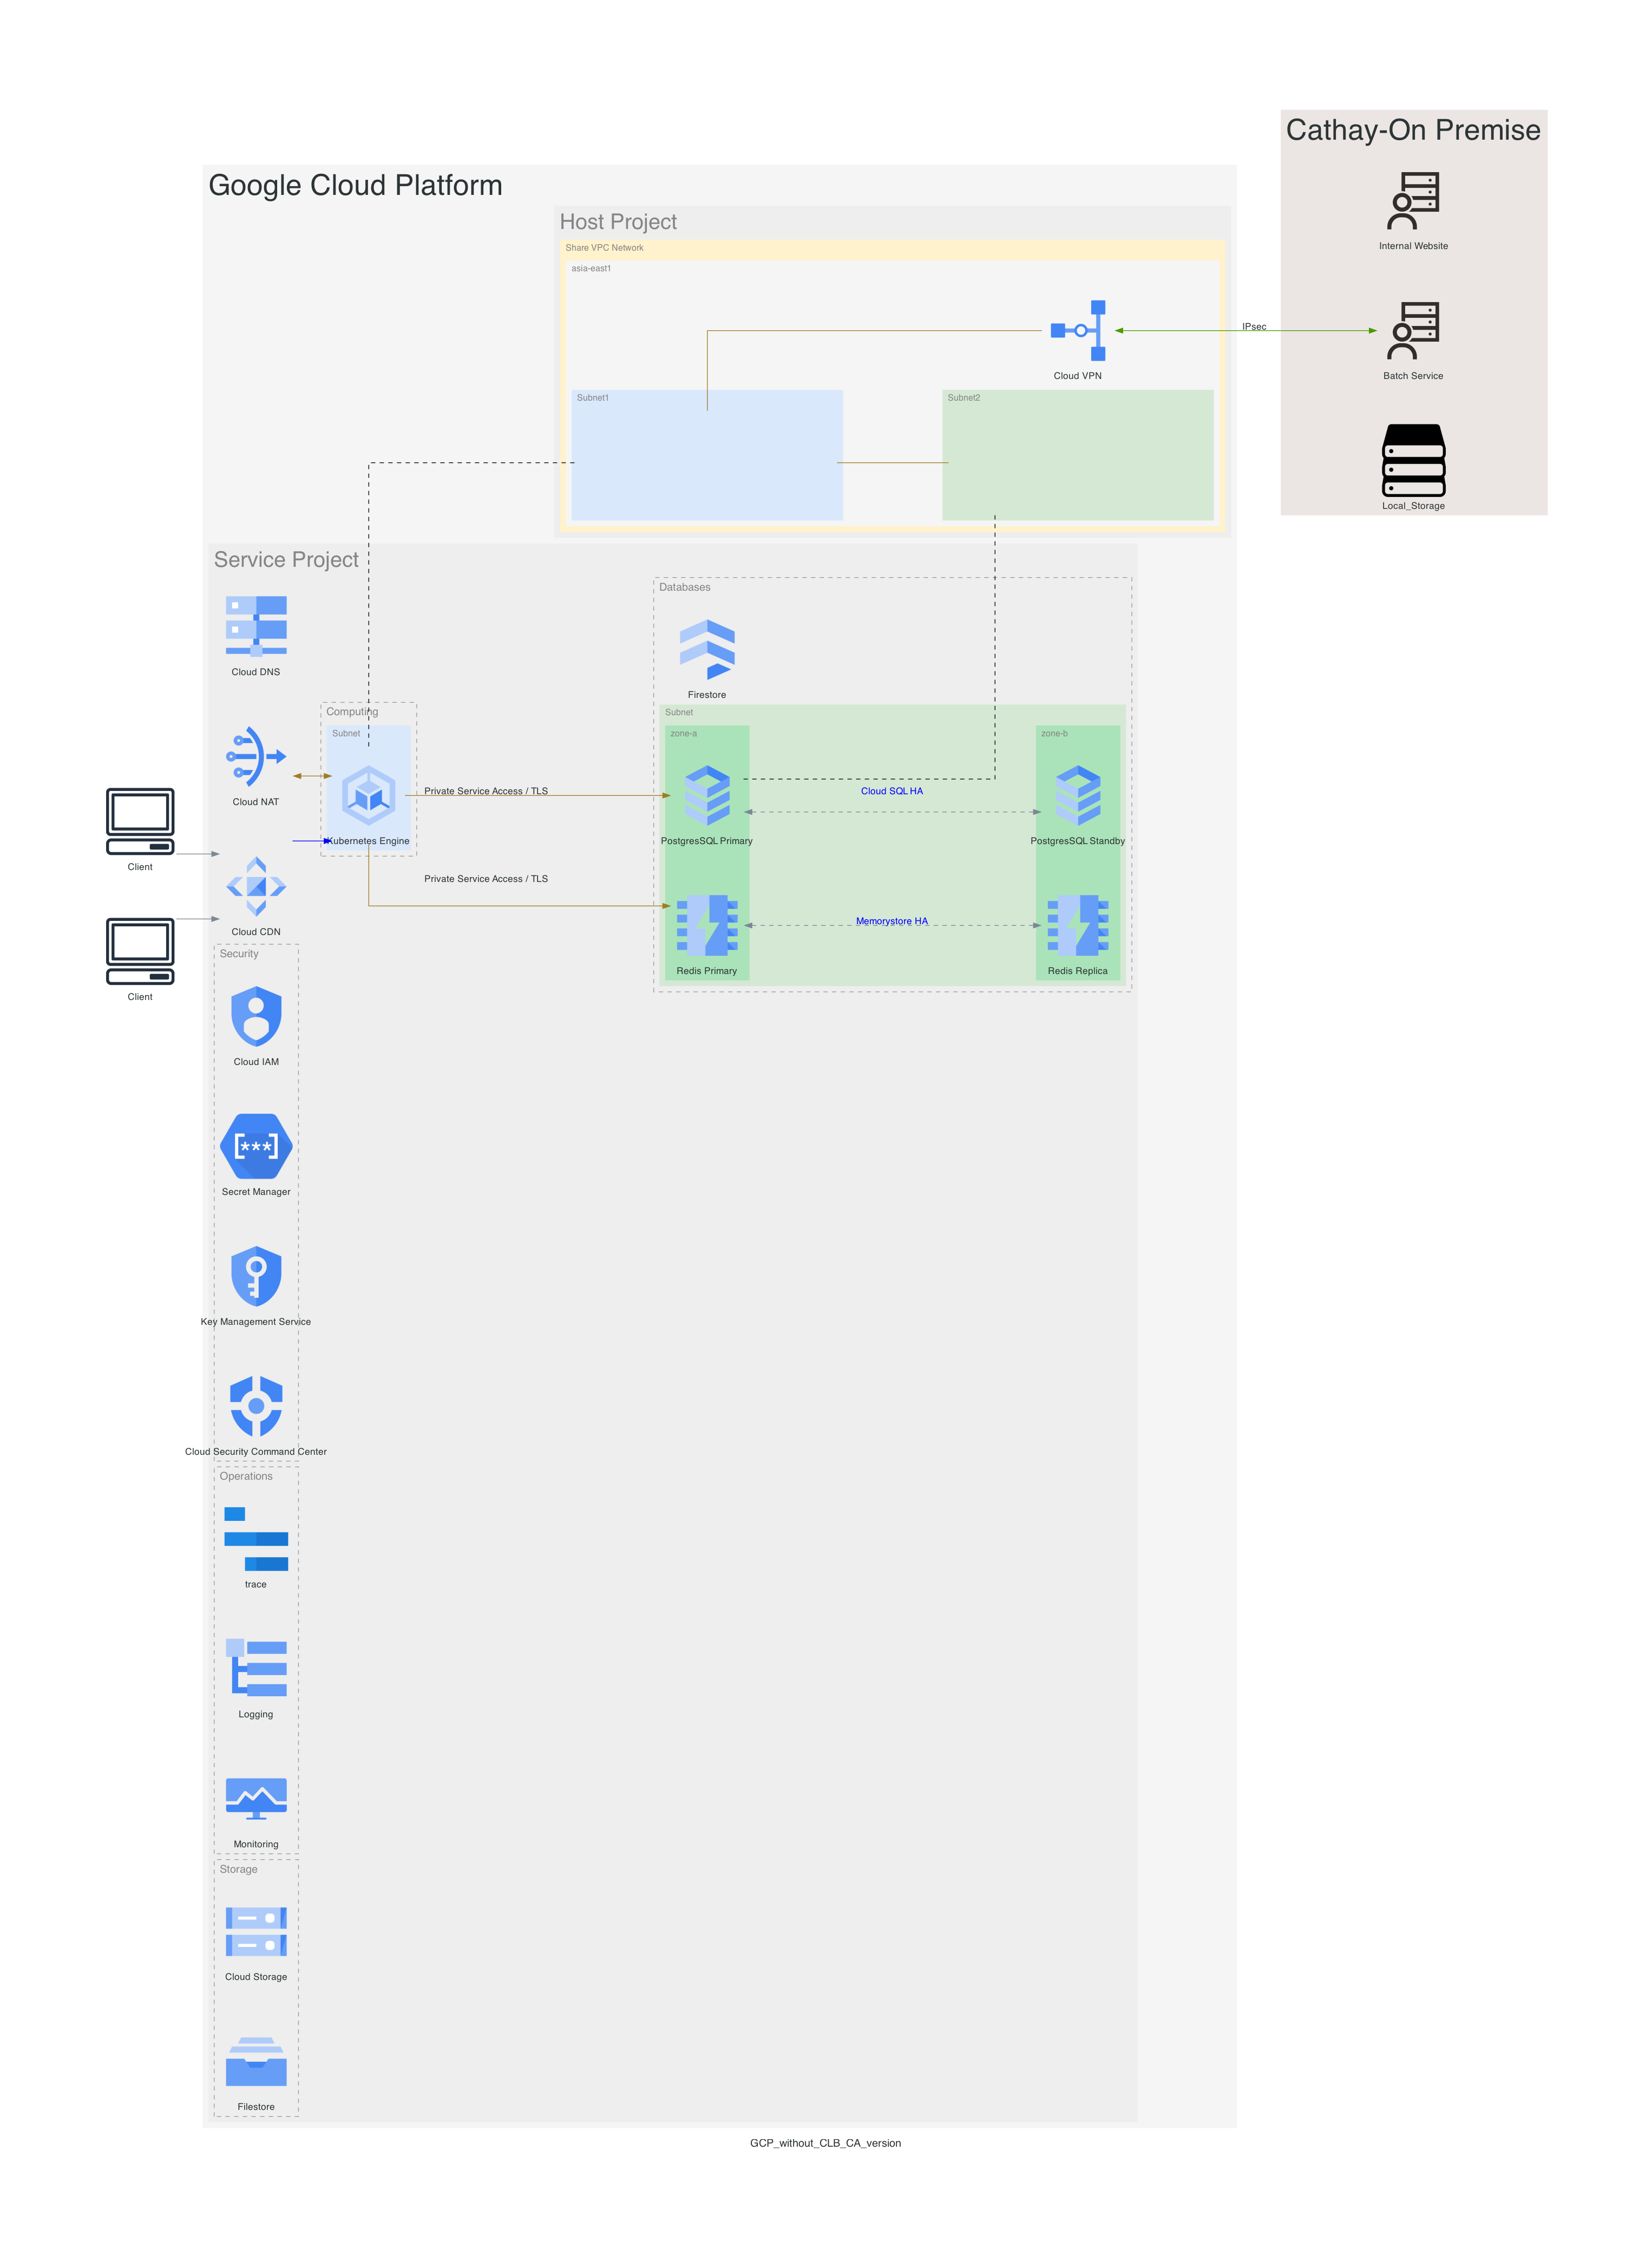 Cathay-On Premise
Internal Website
Batch Service
Local_Storage
Google Cloud Platform
Host Project
Share VPC Network
asia-east1
Cloud VPN
IPsec
Subnet1
Subnet2
Service Project
Cloud DNS
Cloud NAT
Cloud CDN
Client
Client
Computing
Subnet
Kubernetes Engine
Private Service Access / TLS
Private Service Access / TLS
Databases
Firestore
Subnet
zone-a
zone-b
PostgresSQL Primary
Cloud SQL HA
PostgresSQL Standby
Redis Primary
Memorystore HA
Redis Replica
Security
Cloud IAM
[***]
Secret Manager
Key Management Service
Cloud Security Command Center
Operations
trace
Logging
Monitoring
Storage
Cloud Storage
Filestore
GCP_without_CLB_CA_version